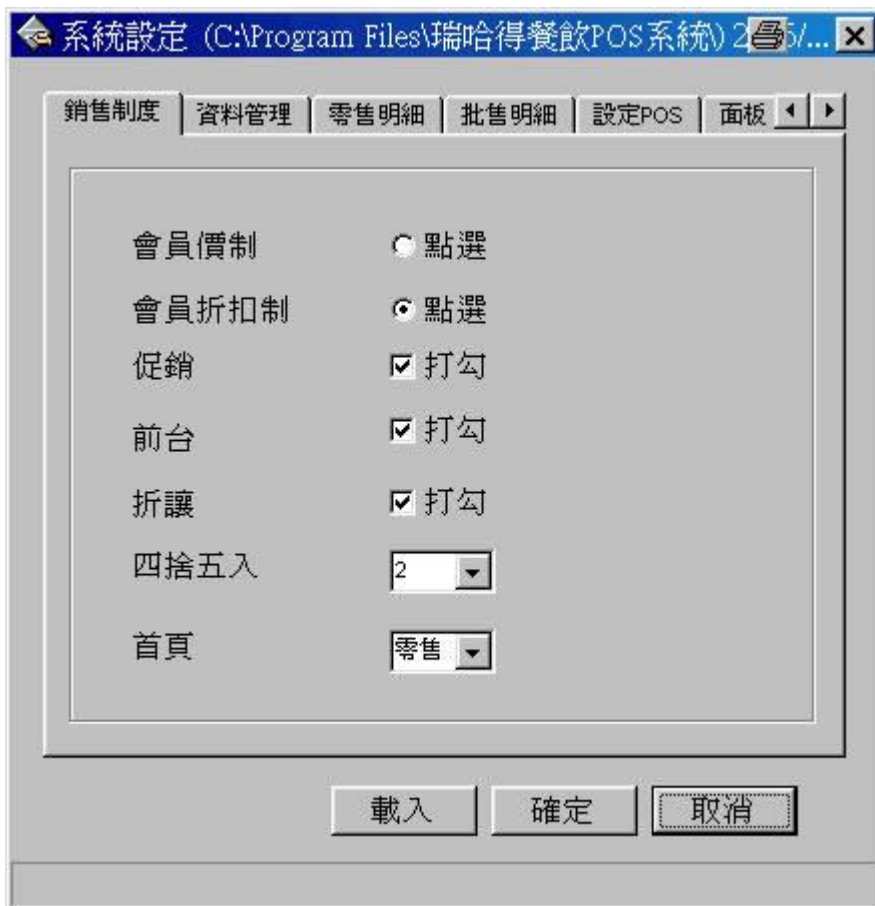 系統設定 (C:\Program Files\瑞哈得餐飲POS系統\) 2 5/...
銷售制度 資料管理 零售明細 批售明細 設定POS 面板
會員價制 點選
會員折扣制 點選
促銷 打勾
前台 打勾
折讓 打勾
四捨五入 2
首頁 零售
載入 確定 取消